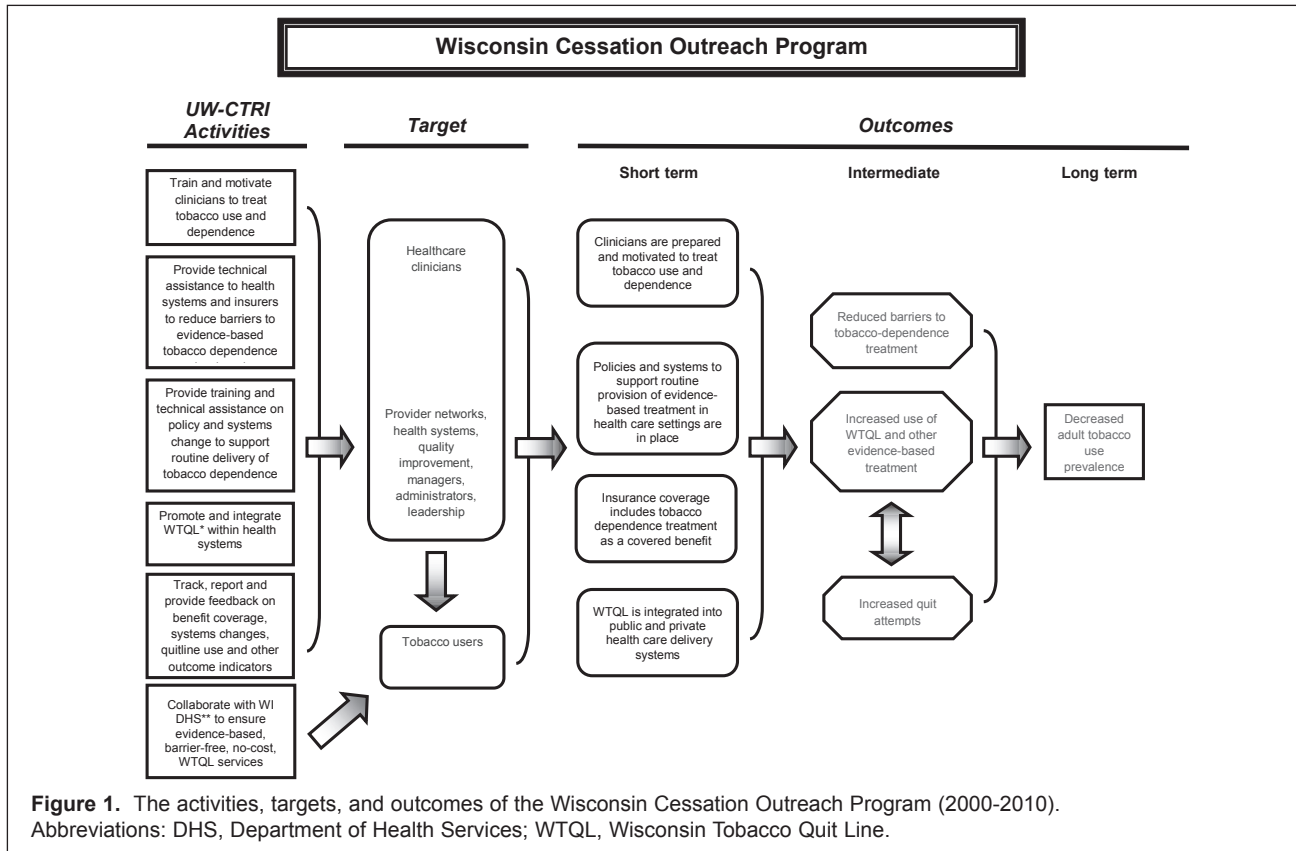 Wisconsin Cessation Outreach Program
UW-CTRI
Activities
Target
Outcomes
Short term
Intermediate
Long term
Train and motivate
clinicians to treat
tobacco use and
dependence
Provide technical
assistance to health
systems and insurers
to reduce barriers to
evidence-based
tobacco dependence
Provide training and
technical assistance on
policy and systems
change to support
routine delivery of
tobacco dependence
Promote and integrate
WTQL* within health
systems
Track, report and
provide feedback on
benefit coverage,
systems changes,
quitline use and other
outcome indicators
Collaborate with WI
DHS** to ensure
evidence-based,
barrier-free, no-cost,
WTQL services
Healthcare
clinicians
Provider networks,
health systems,
quality
improvement,
managers,
administrators,
leadership
Tobacco users
Clinicians are prepared
and motivated to treat
tobacco use and
dependence
Policies and systems to
support routine
provision of evidence-
based treatment in
health care settings are
in place
Insurance coverage
includes tobacco
dependence treatment
as a covered benefit
WTQL is integrated into
public and private
health care delivery
systems
Reduced barriers to
tobacco-dependence
treatment
Increased use of
WTQL and other
evidence-based
treatment
Increased quit
attempts
Decreased
adult tobacco
use
prevalence
Figure 1. The activities, targets, and outcomes of the Wisconsin Cessation Outreach Program (2000-2010).
Abbreviations: DHS, Department of Health Services; WTQL, Wisconsin Tobacco Quit Line.